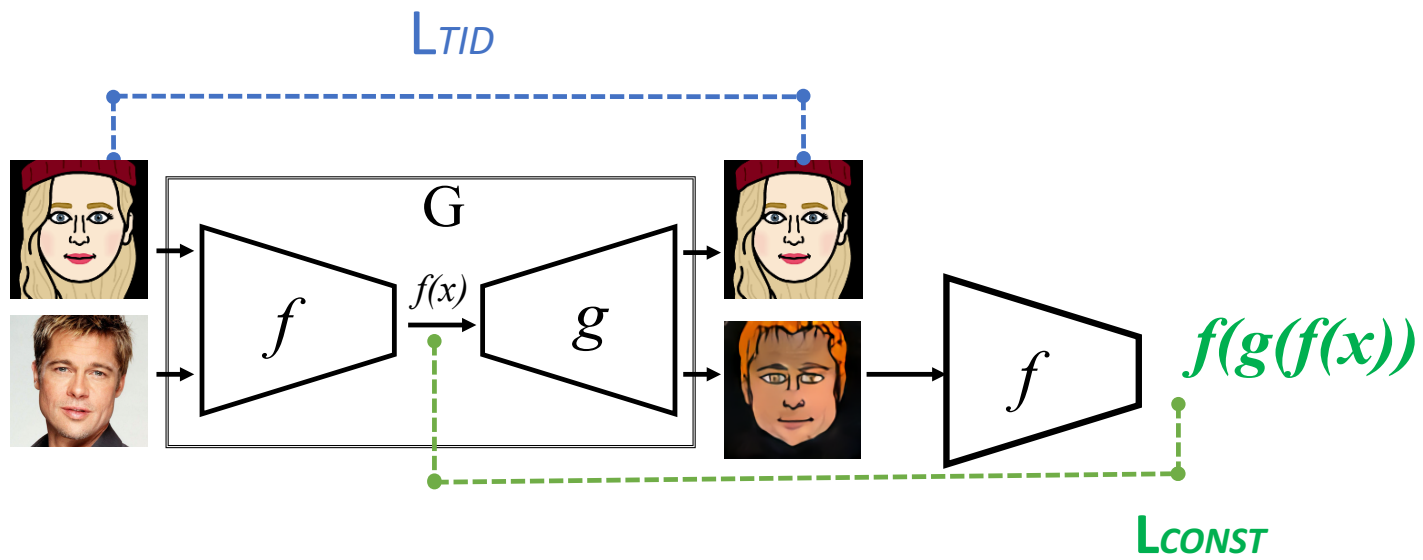 LTID
G
f(x)
f
g
f
f(g(f(x))
LCONST